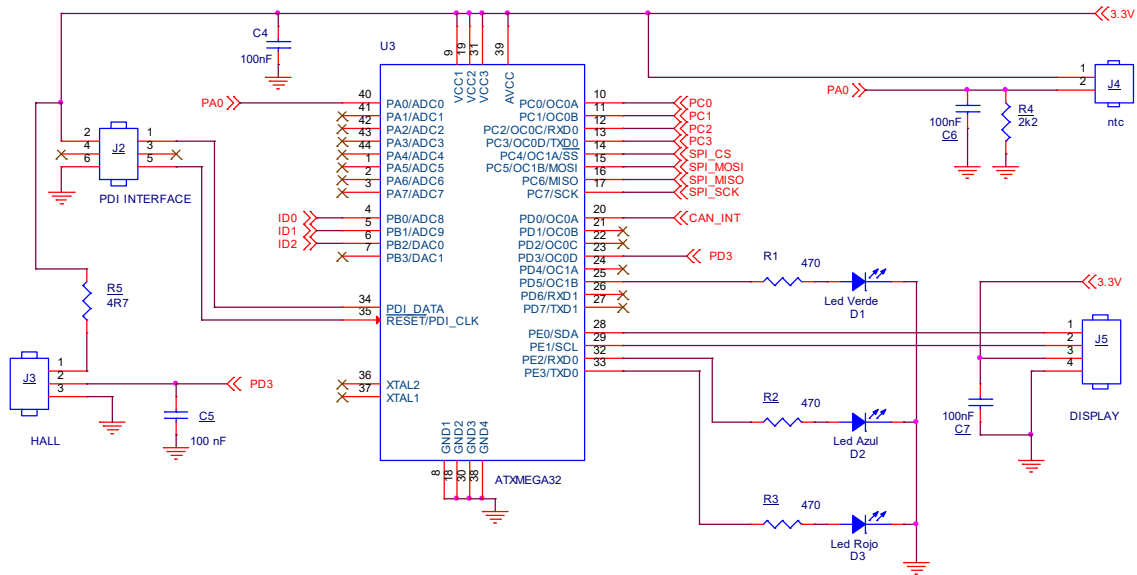 3.3V
C4
100nF
U3
9
19
31
39
VCC1
VCC2
VCC3
AVCC
PA0
40
PA0/ADC0
41
PA1/ADC1
42
PA2/ADC2
43
PA3/ADC3
44
PA4/ADC4
1
PA5/ADC5
2
PA6/ADC6
3
PA7/ADC7
ID0
4
PB0/ADC8
ID1
5
PB1/ADC9
ID2
6
PB2/DAC0
7
PB3/DAC1
34
PDI_DATA
35
RESET/PDI_CLK
36
XTAL2
37
XTAL1
GND1
GND2
GND3
GND4
8
18
30
38
ATXMEGA32
PC0/OC0A
10
PC0
PC1/OC0B
11
PC1
PC2/OC0C/RXD0
12
PC2
PC3/OC0D/TXD0
13
PC3
PC4/OC1A/SS
14
SPI_CS
PC5/OC1B/MOSI
15
SPI_MOSI
PC6/MISO
16
SPI_MISO
PC7/SCK
17
SPI_SCK
PD0/OC0A
20
CAN_INT
PD1/OC0B
21
PD2/OC0C
22
PD3/OC0D
23
PD3
PD4/OC1A
24
PD5/OC1B
25
PD6/RXD1
26
PD7/TXD1
27
PE0/SDA
28
PE1/SCL
29
PE2/RXD0
32
PE3/TXD0
33
2
4
6
J2
1
3
5
PDI INTERFACE
R5
4R7
J3
1
2
3
HALL
PD3
C5
100 nF
PA0
100nF
C6
R4
2k2
1
2
J4
ntc
R1
470
Led Verde
D1
R2
470
Led Azul
D2
R3
470
Led Rojo
D3
3.3V
1
2
3
4
J5
100nF
C7
DISPLAY